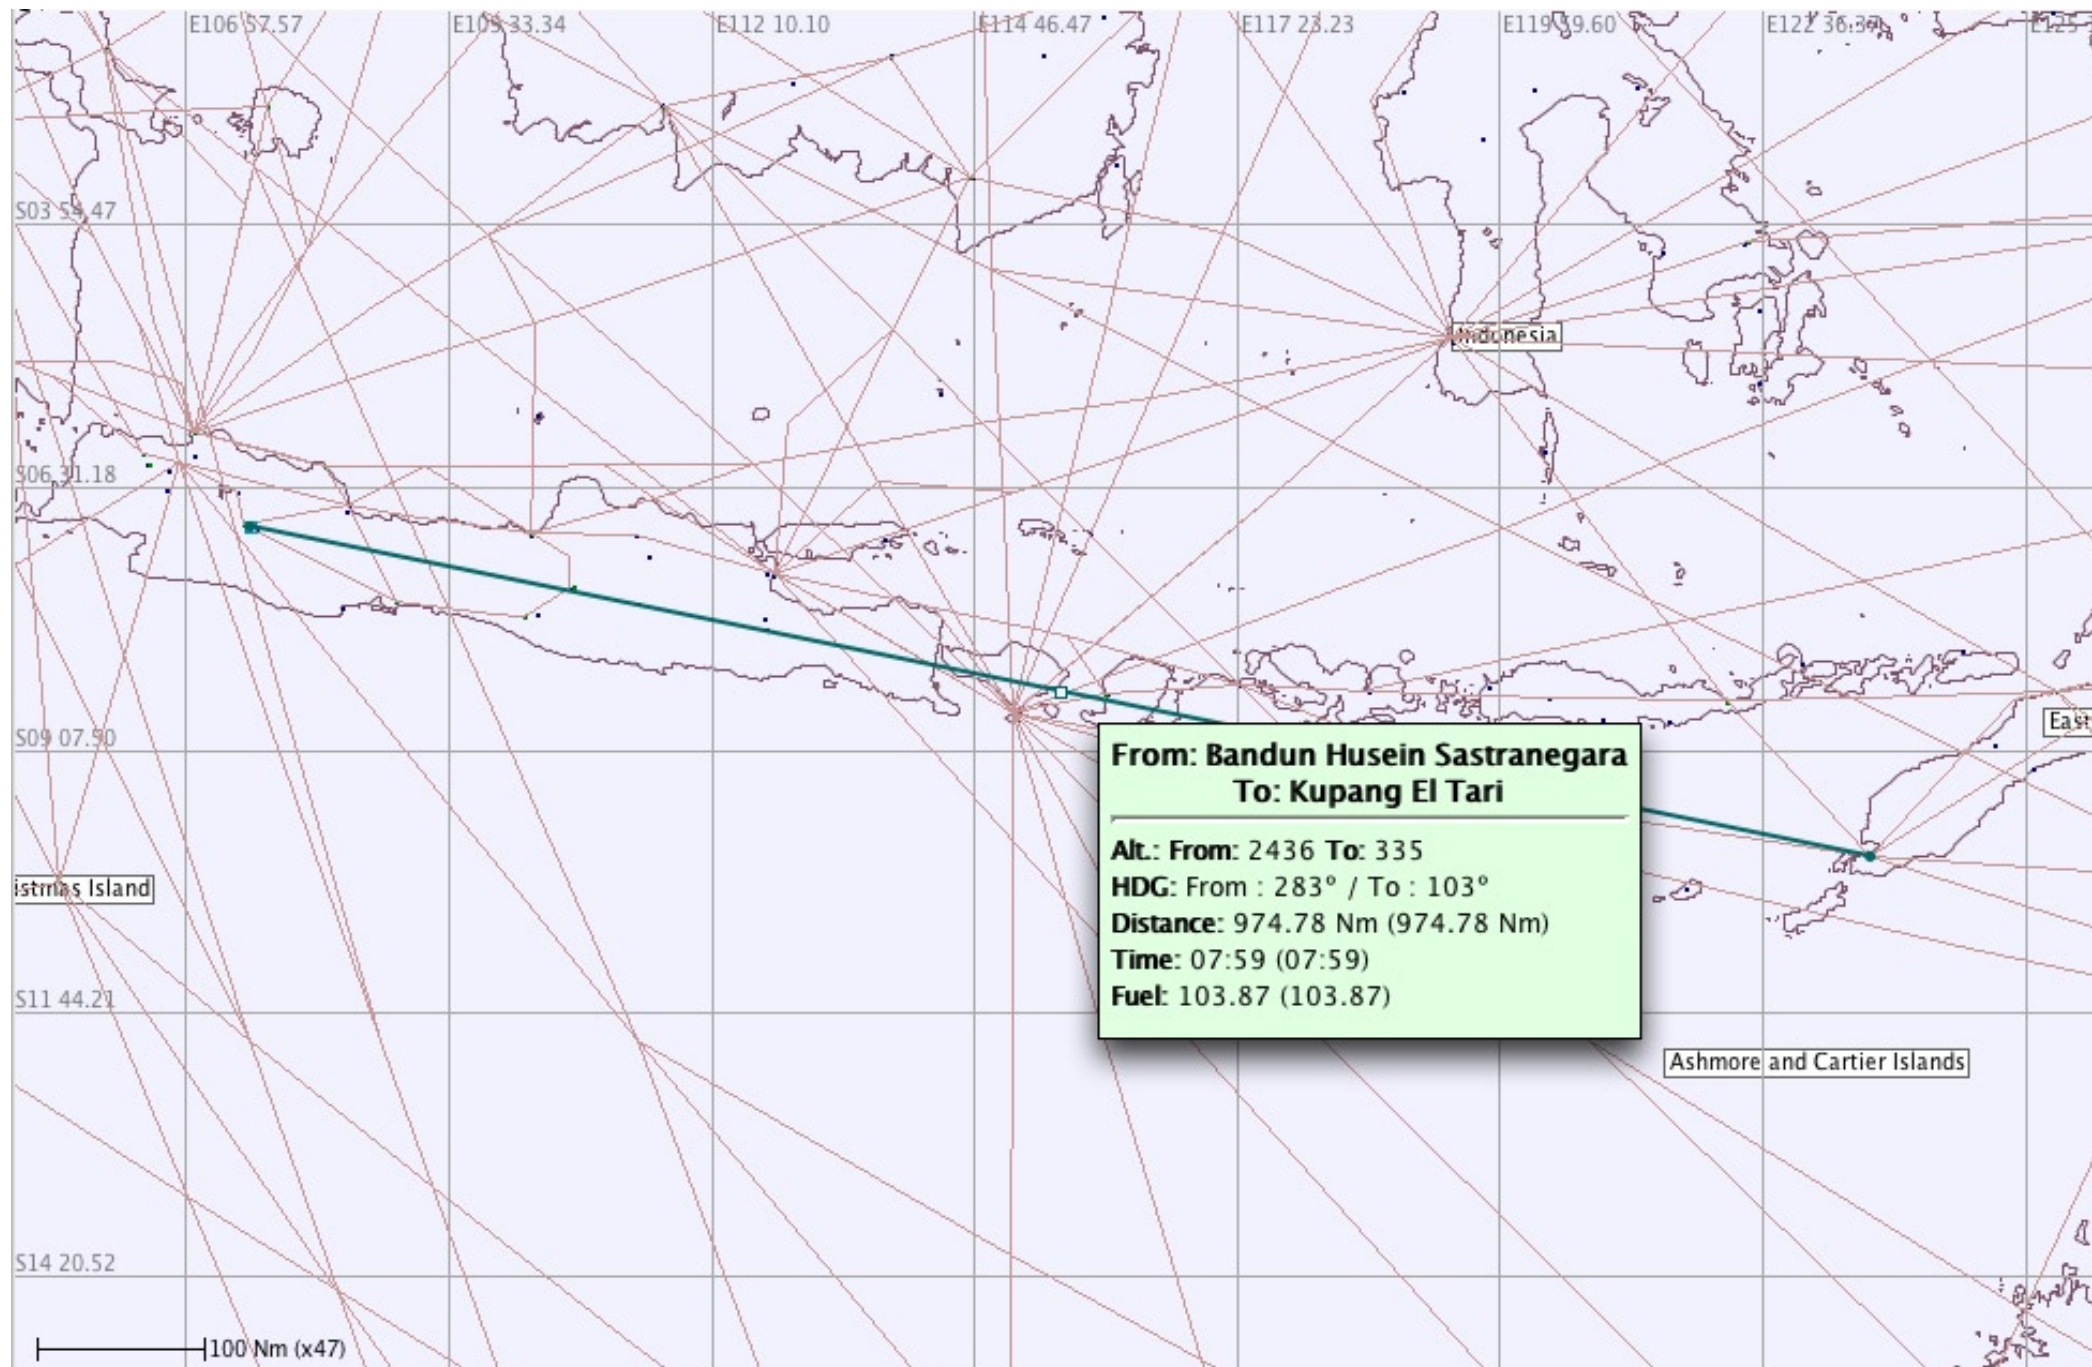 E106 57.57
E109 33.34
E112 10.10
E114 46.47
E117 23.23
E119 59.60
E122 36.37
E125
S03 54.47
Indonesia
S06 31.18
East
S09 07.50
From: Bandun Husein Sastranegara
To: Kupang El Tari
Alt.: From: 2436 To: 335
HDG: From : 283º / To : 103º
Distance: 974.78 Nm (974.78 Nm)
Time: 07:59 (07:59)
Fuel: 103.87 (103.87)
istmas Island
S11 44.21
Ashmore and Cartier Islands
S14 20.52
100 Nm (x47)